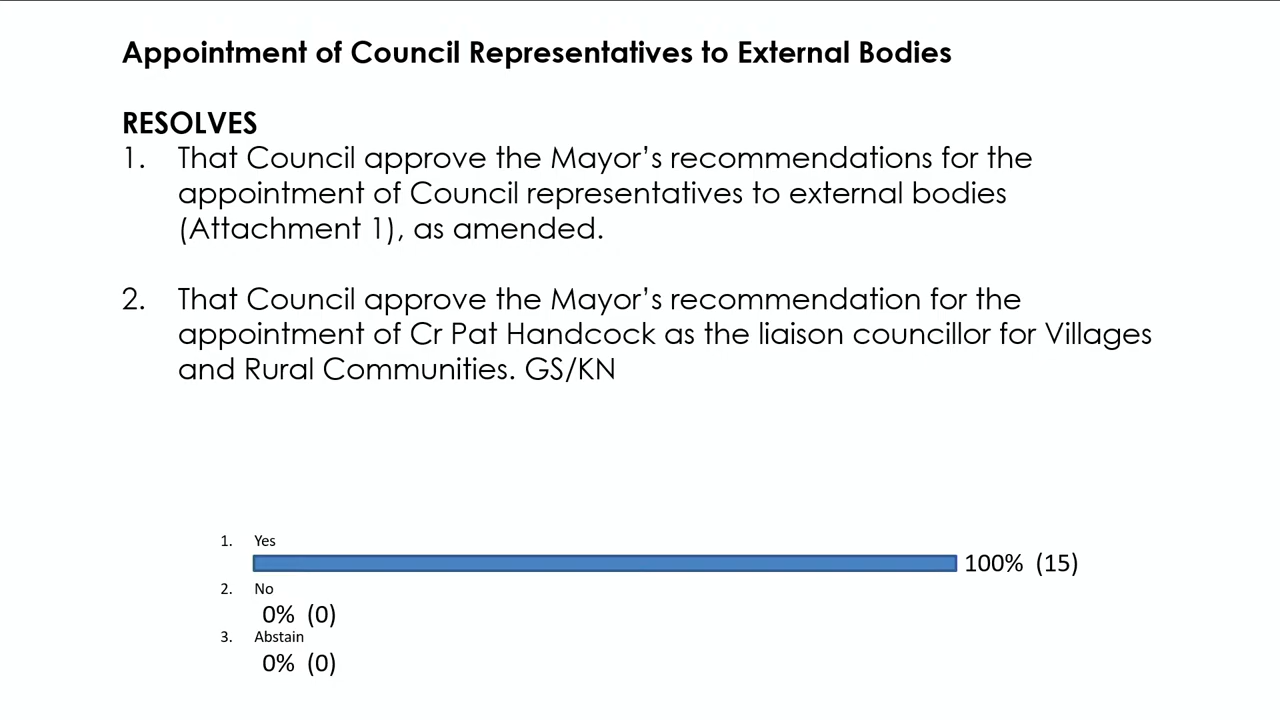 Appointment of Council Representatives to External Bodies
RESOLVES
1. That Council approve the Mayor’s recommendations for the
appointment of Council representatives to external bodies
(Attachment 1), as amended.
2. That Council approve the Mayor’s recommendation for the
appointment of Cr Pat Handcock as the liaison councillor for Villages
and Rural Communities. GS/KN
1. Yes
100% (15)
2. No
0% (0)
3. Abstain
0% (0)